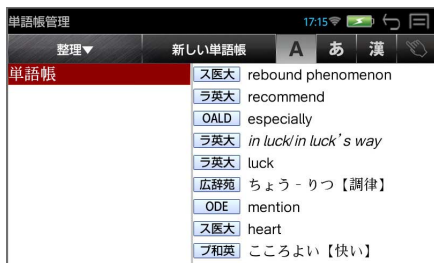 単語帳管理 17:15
整理▼ 新しい単語帳 A あ 漢
単語帳
ス医大 rebound phenomenon
ラ英大 recommend
OALD especially
ラ英大 in luck/in luck's way
ラ英大 luck
広辞苑 ちょう‐りつ【調律】
ODE mention
ス医大 heart
プ和英 こころよい【快い】